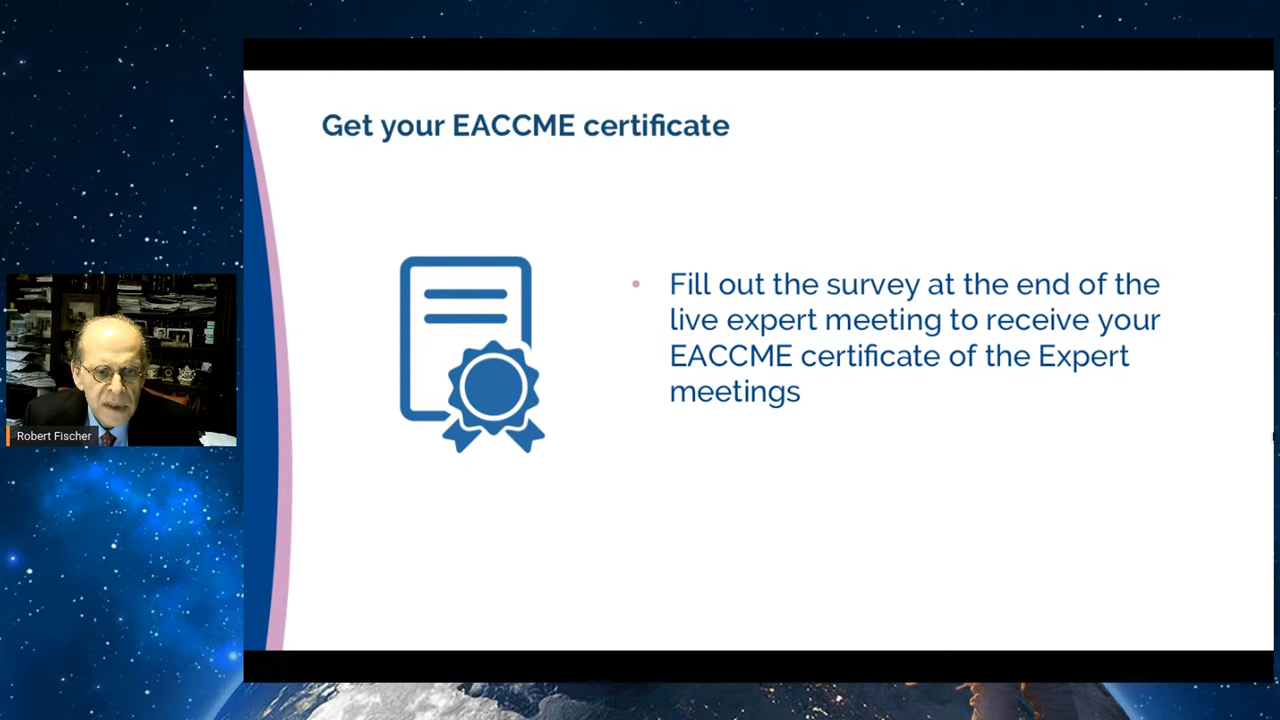 Get your EACCME certificate
• Fill out the survey at the end of the
live expert meeting to receive your
EACCME certificate of the Expert
meetings
Robert Fischer